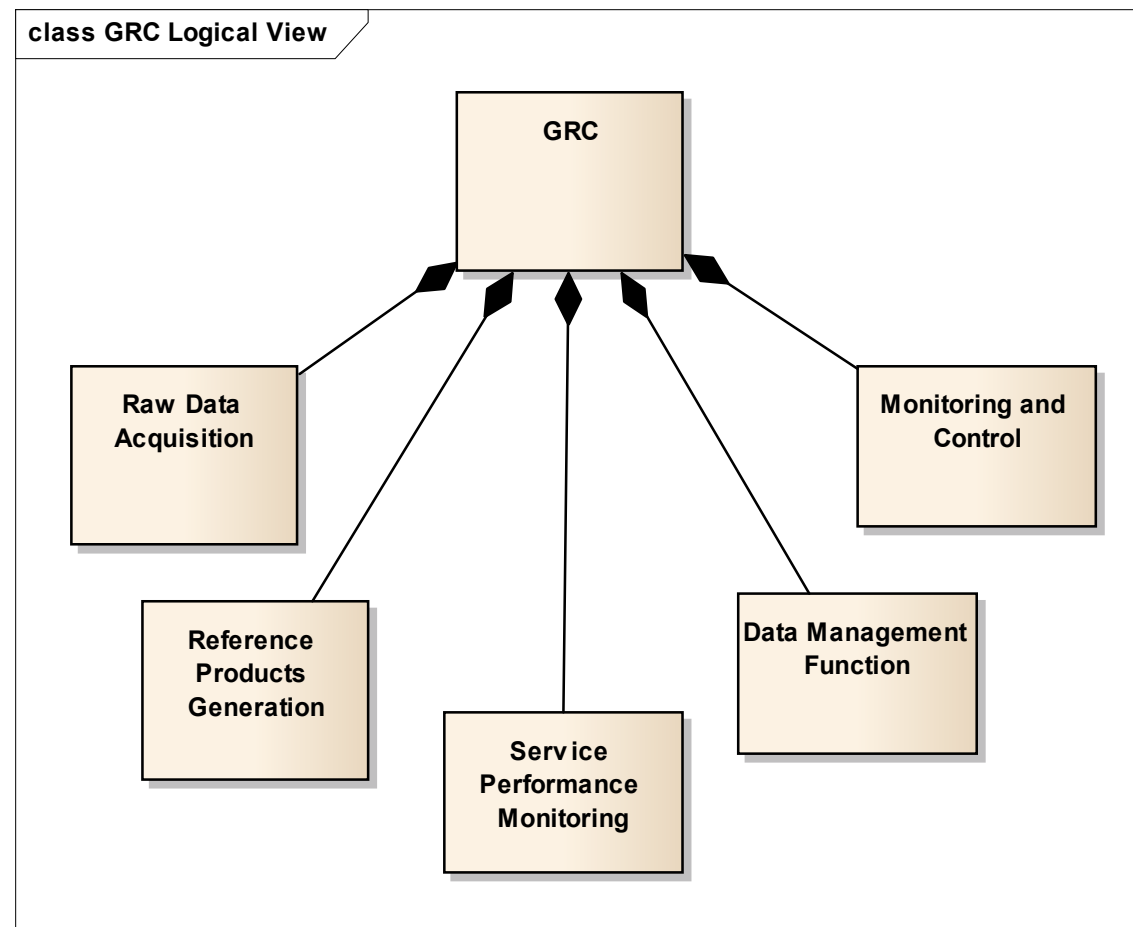 class GRC Logical View
GRC
Raw Data
Acquisition
Monitoring and
Control
Reference
Products
Generation
Data Management
Function
Service
Performance
Monitoring